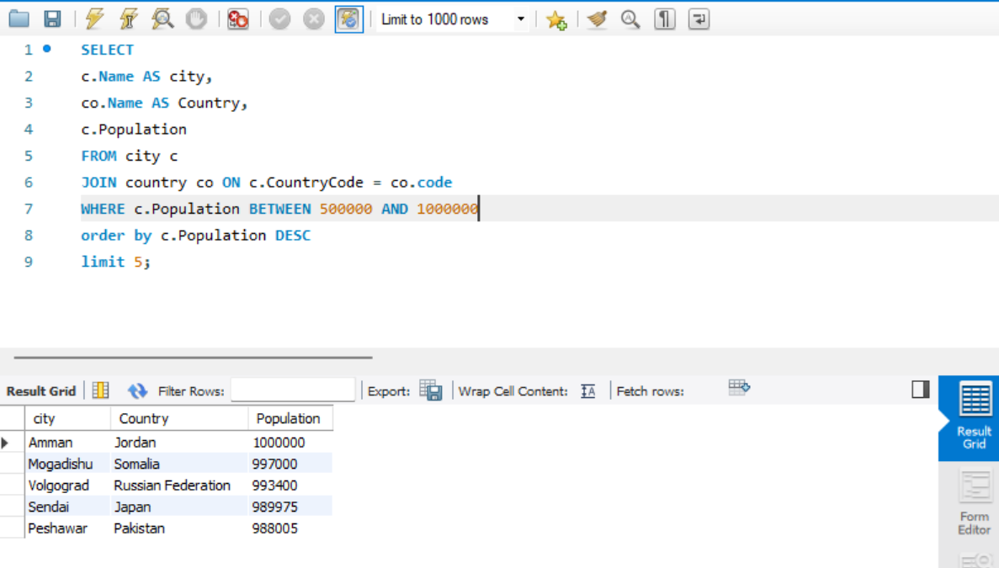 Limit to 1000 rows
1 SELECT
2 c.Name AS city,
3 co.Name AS Country,
4 c.Population
5 FROM city c
6 JOIN country co ON c.CountryCode = co.code
7 WHERE c.Population BETWEEN 500000 AND 1000000
8 order by c.Population DESC
9 limit 5;
Result Grid Filter Rows: Export: Wrap Cell Content: IA Fetch rows:
city Country Population
Amman Jordan 1000000
Mogadishu Somalia 997000
Volgograd Russian Federation 993400
Sendai Japan 989975
Peshawar Pakistan 988005
Result
Grid
Form
Editor